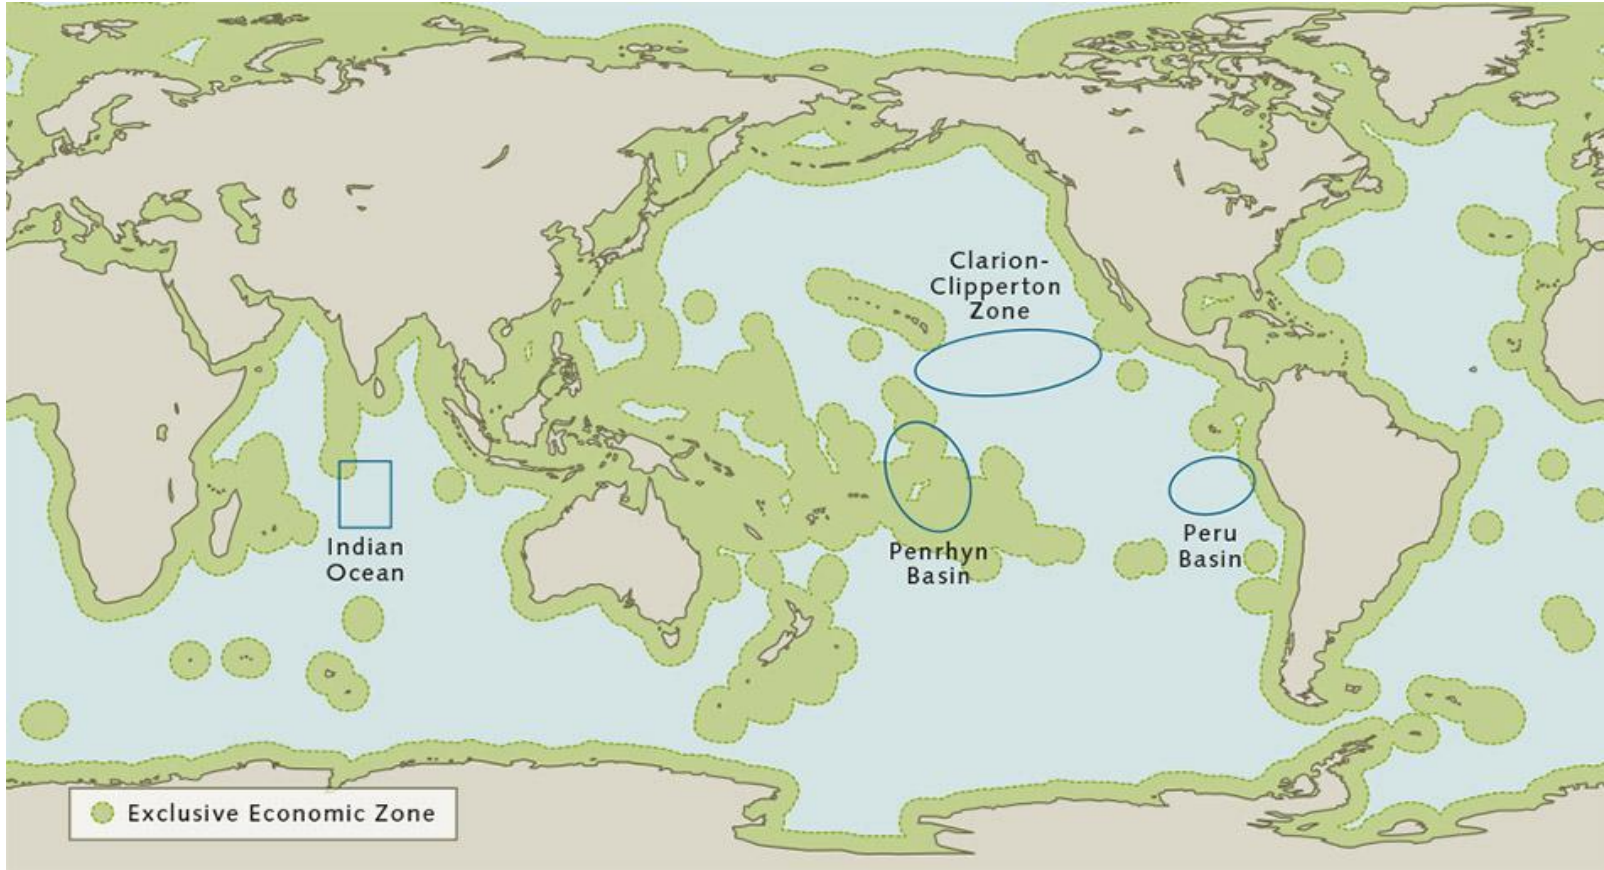 Clarion-
Clipperton
Zone
Indian
Ocean
Penrhyn
Basin
Peru
Basin
Exclusive Economic Zone